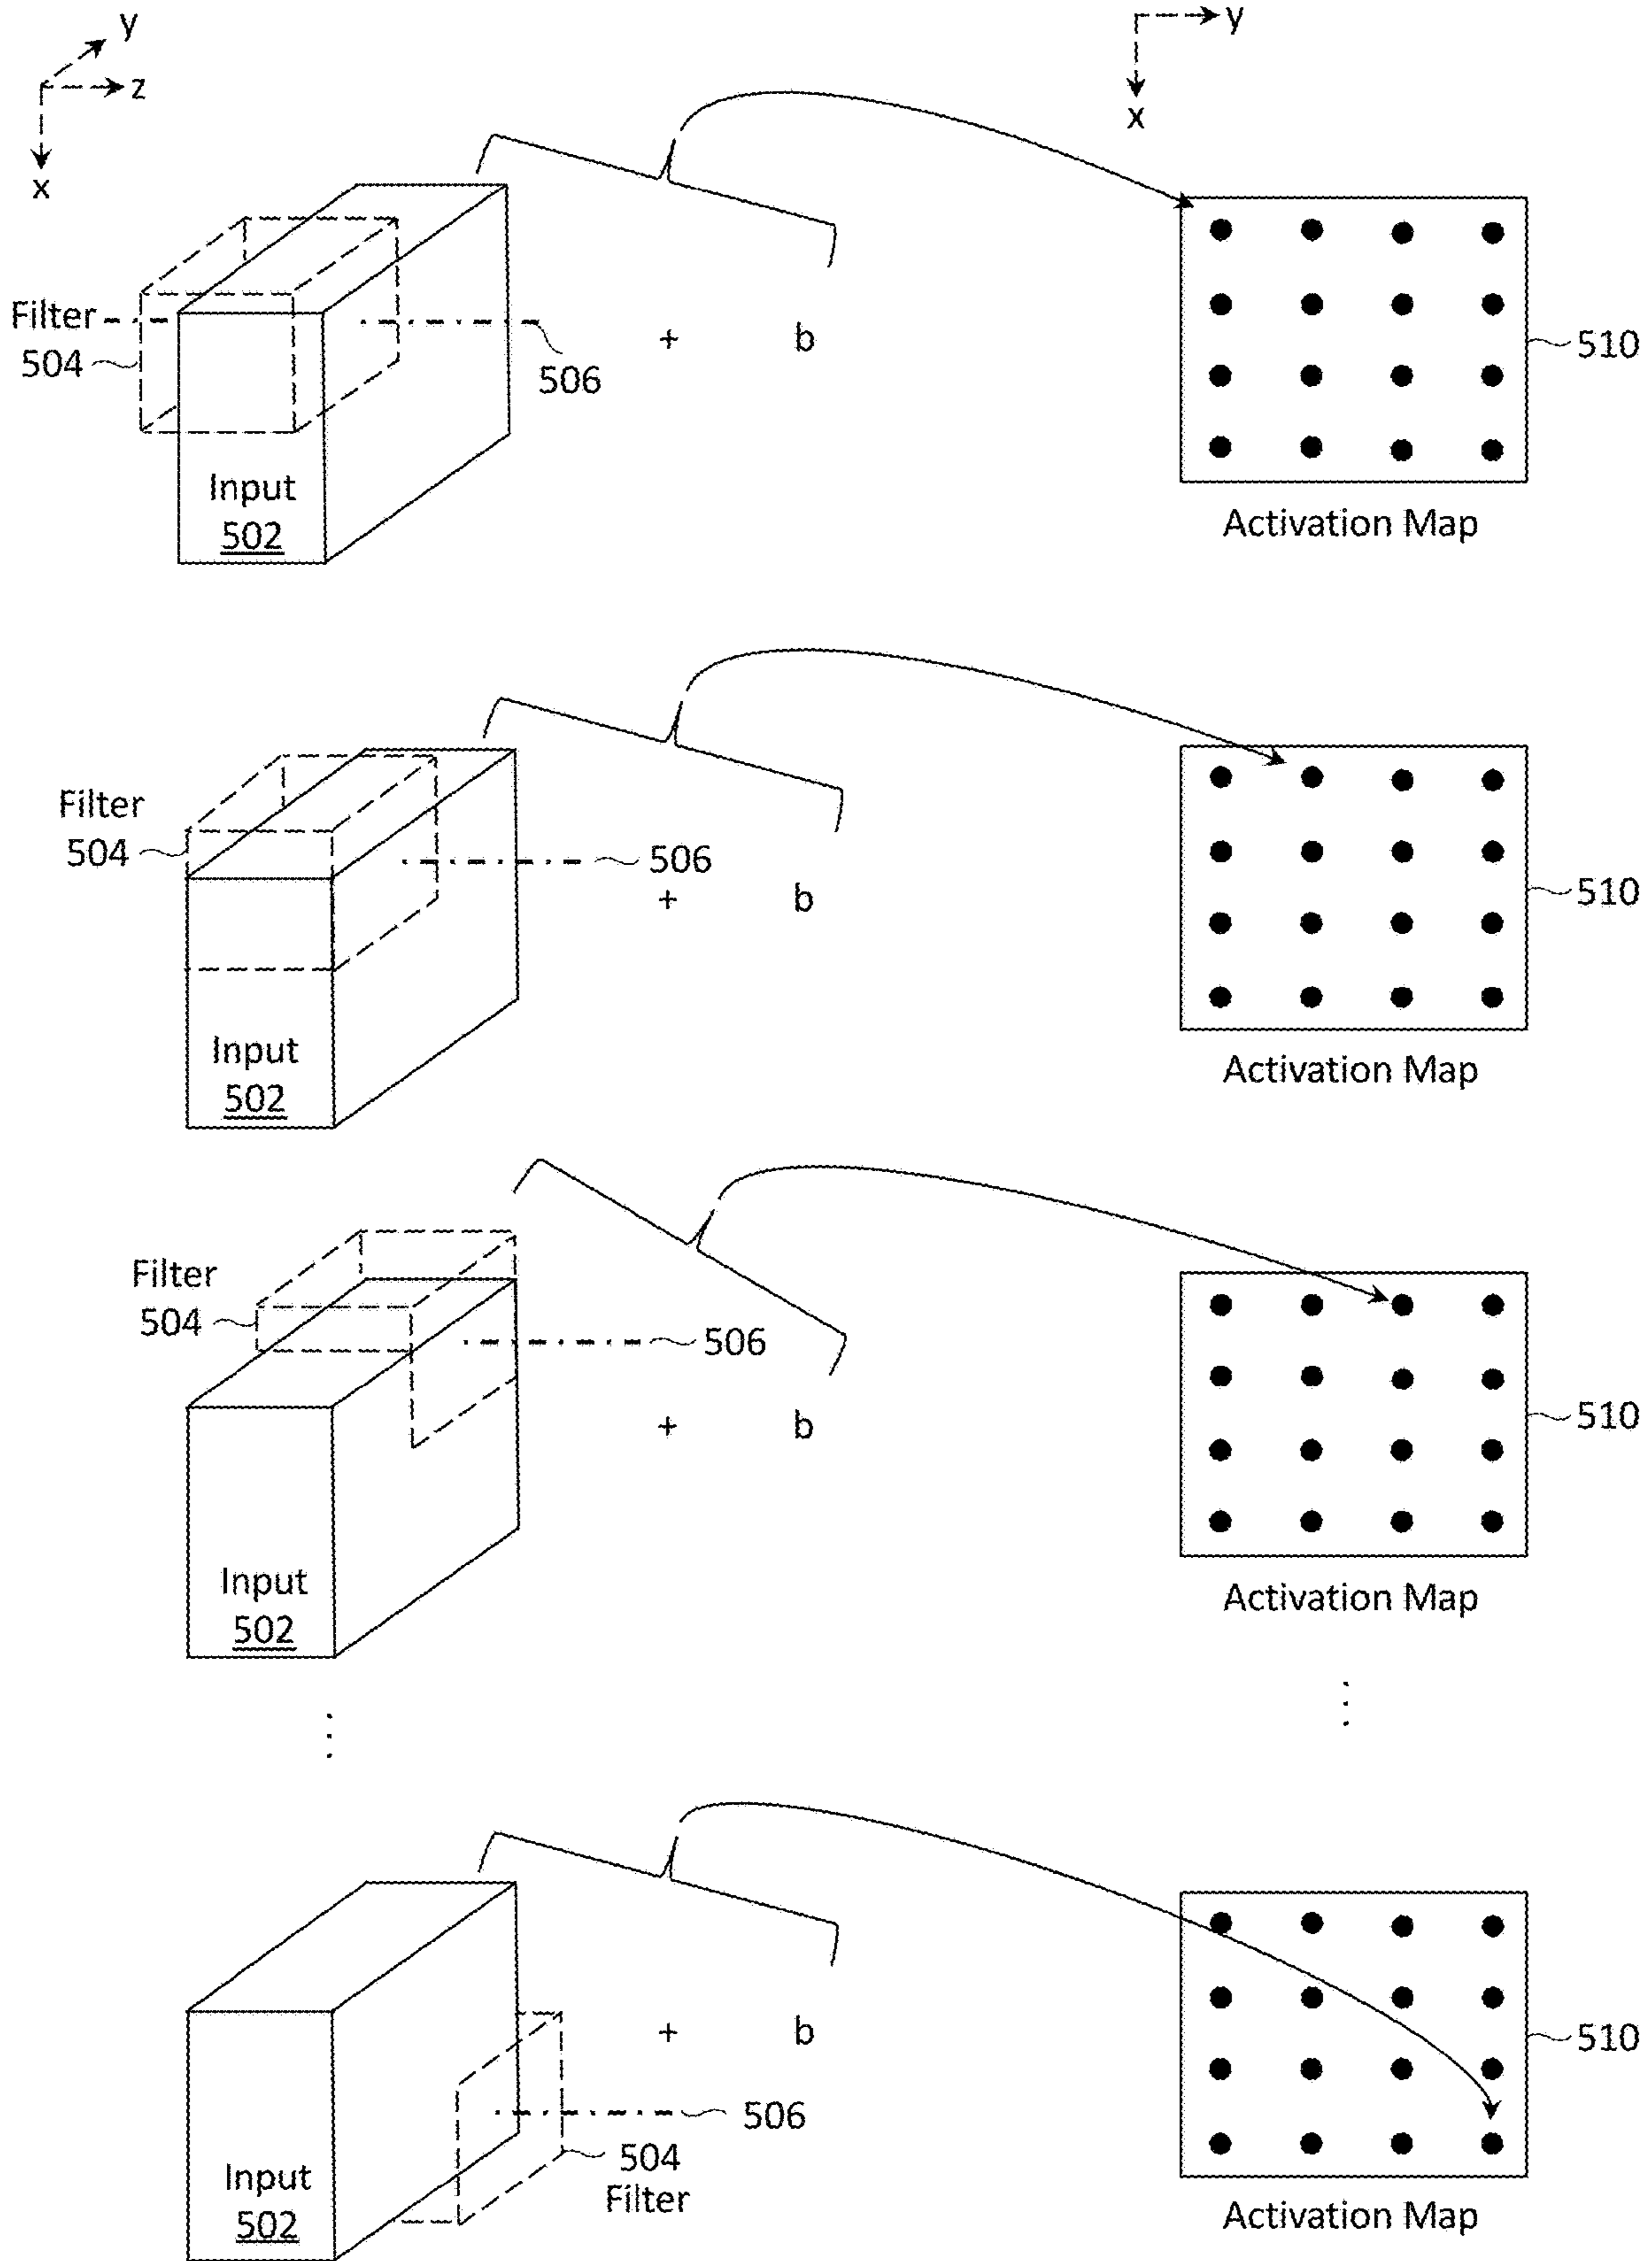 y
z
x
y
x
Filter
504
506
+ b
Input
502
510
Activation Map
Filter
504
506
+ b
Input
502
510
Activation Map
Filter
504
506
+ b
Input
502
510
Activation Map
+ b
506
504
Filter
Input
502
510
Activation Map